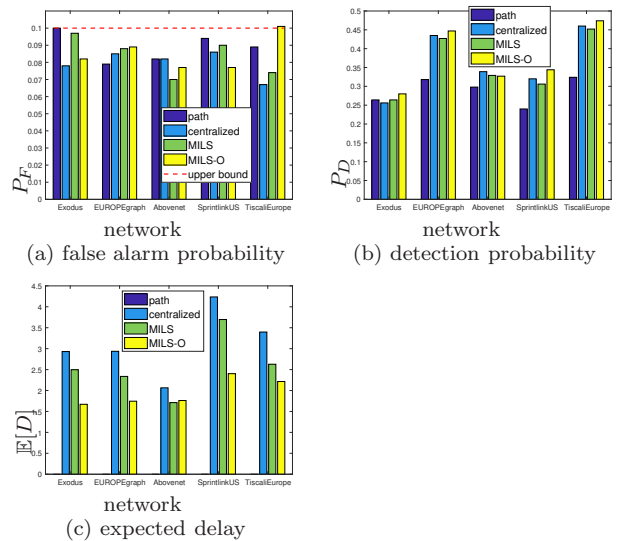 0.1
0.09
0.08
0.07
0.06
0.05
0.04
0.03
0.02
0.01
0
P_F
path
centralized
MILS
MILS-O
upper bound
Exodus EUROPEgraph Abovenet SprintlinkUS TiscaliEurope
network
(a) false alarm probability
0.5
0.45
0.4
0.35
0.3
0.25
0.2
0.15
0.1
0.05
0
P_D
path
centralized
MILS
MILS-O
Exodus EUROPEgraph Abovenet SprintlinkUS TiscaliEurope
network
(b) detection probability
4.5
4
3.5
3
2.5
2
1.5
1
0.5
0
𝔼[D]
path
centralized
MILS
MILS-O
Exodus EUROPEgraph Abovenet SprintlinkUS TiscaliEurope
network
(c) expected delay